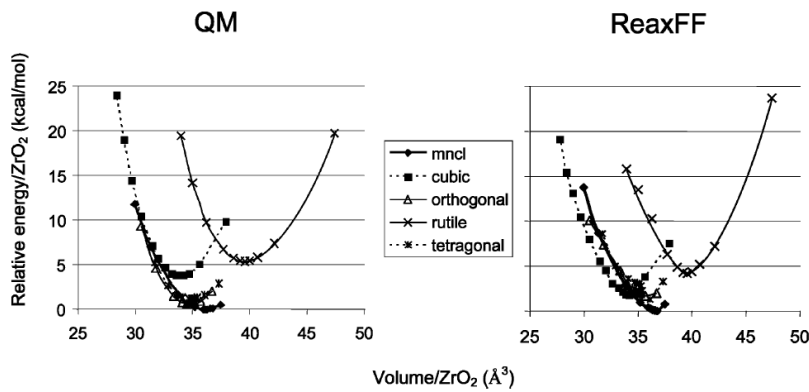 QM
ReaxFF
Relative energy/ZrO₂ (kcal/mol)
25
20
15
10
5
0
25 30 35 40 45 50
mncl
cubic
orthogonal
rutile
tetragonal
25 30 35 40 45 50
Volume/ZrO₂ (Å³)